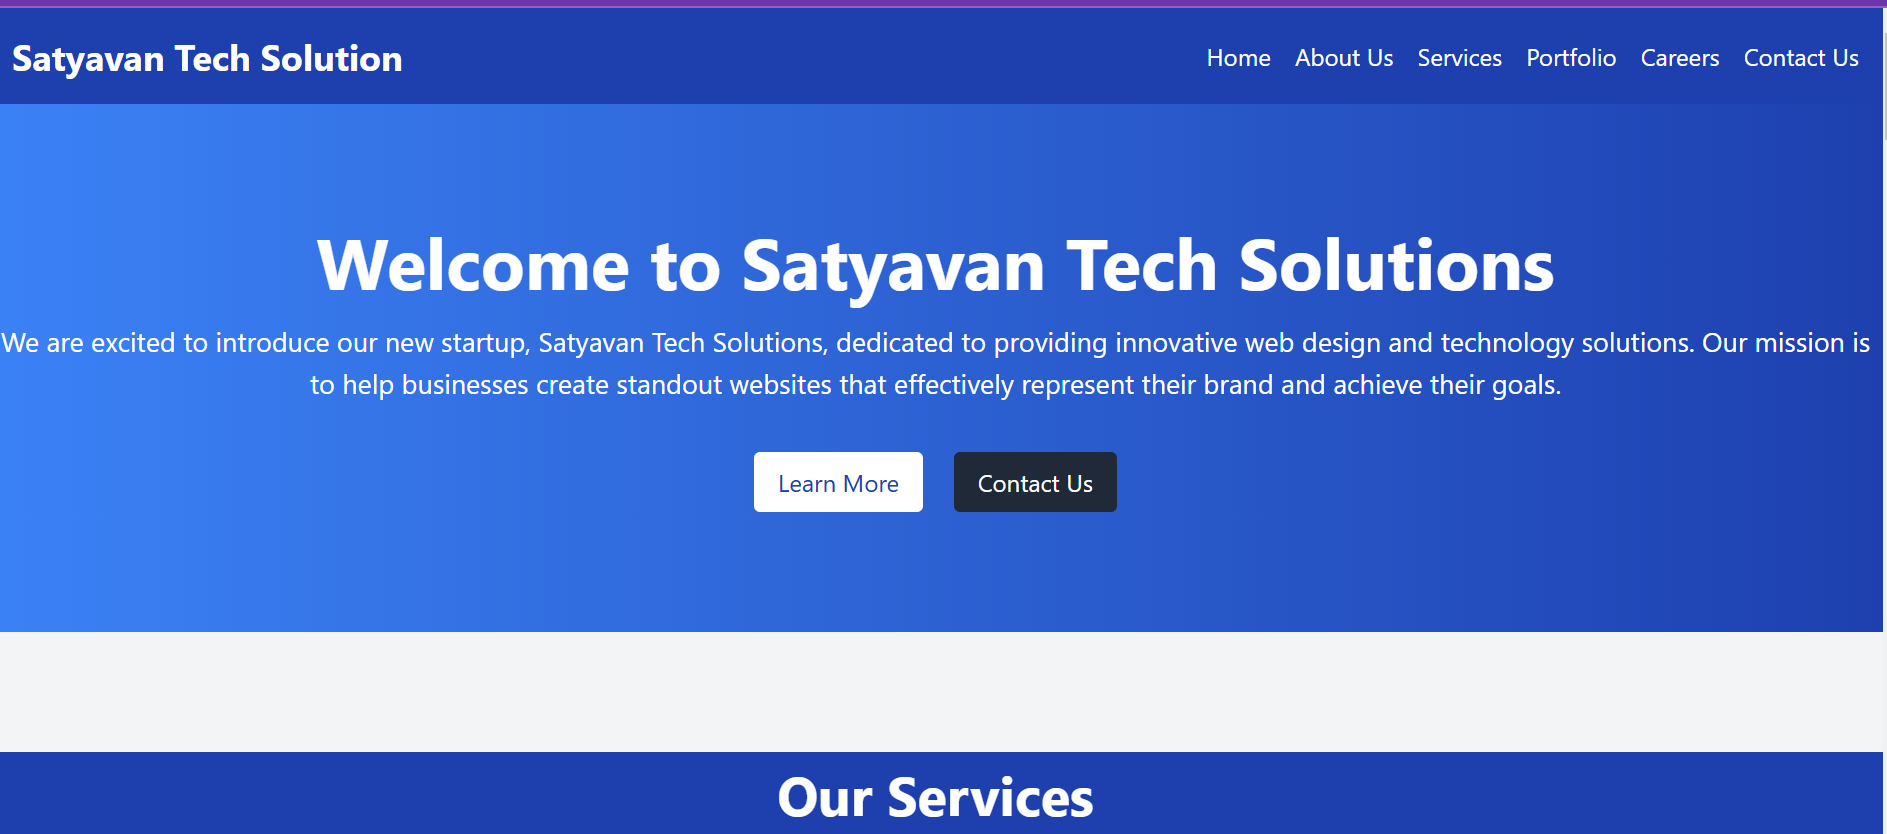 Satyavan Tech Solution
Home About Us Services Portfolio Careers Contact Us
Welcome to Satyavan Tech Solutions
We are excited to introduce our new startup, Satyavan Tech Solutions, dedicated to providing innovative web design and technology solutions. Our mission is
to help businesses create standout websites that effectively represent their brand and achieve their goals.
Learn More Contact Us
Our Services